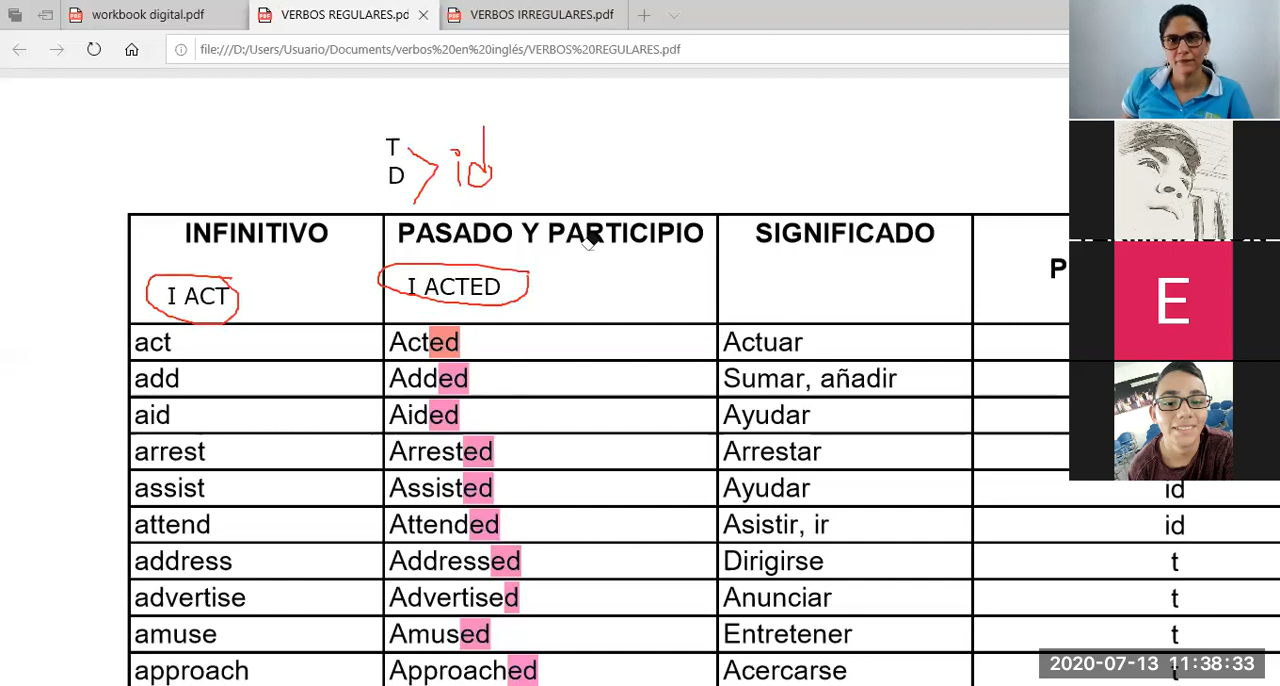 workbook digital.pdf
VERBOS REGULARES.pd
VERBOS IRREGULARES.pdf
file:///D:/Users/Usuario/Documents/verbos%20en%20inglés/VERBOS%20REGULARES.pdf
T
D
id
INFINITIVO PASADO Y PARTICIPIO SIGNIFICADO
P
I ACT I ACTED
act Acted Actuar
add Added Sumar, añadir
aid Aided Ayudar
arrest Arrested Arrestar
assist Assisted Ayudar id
attend Attended Asistir, ir id
address Addressed Dirigirse t
advertise Advertised Anunciar t
amuse Amused Entretener t
approach Approached Acercarse
E
2020-07-13 11:38:33